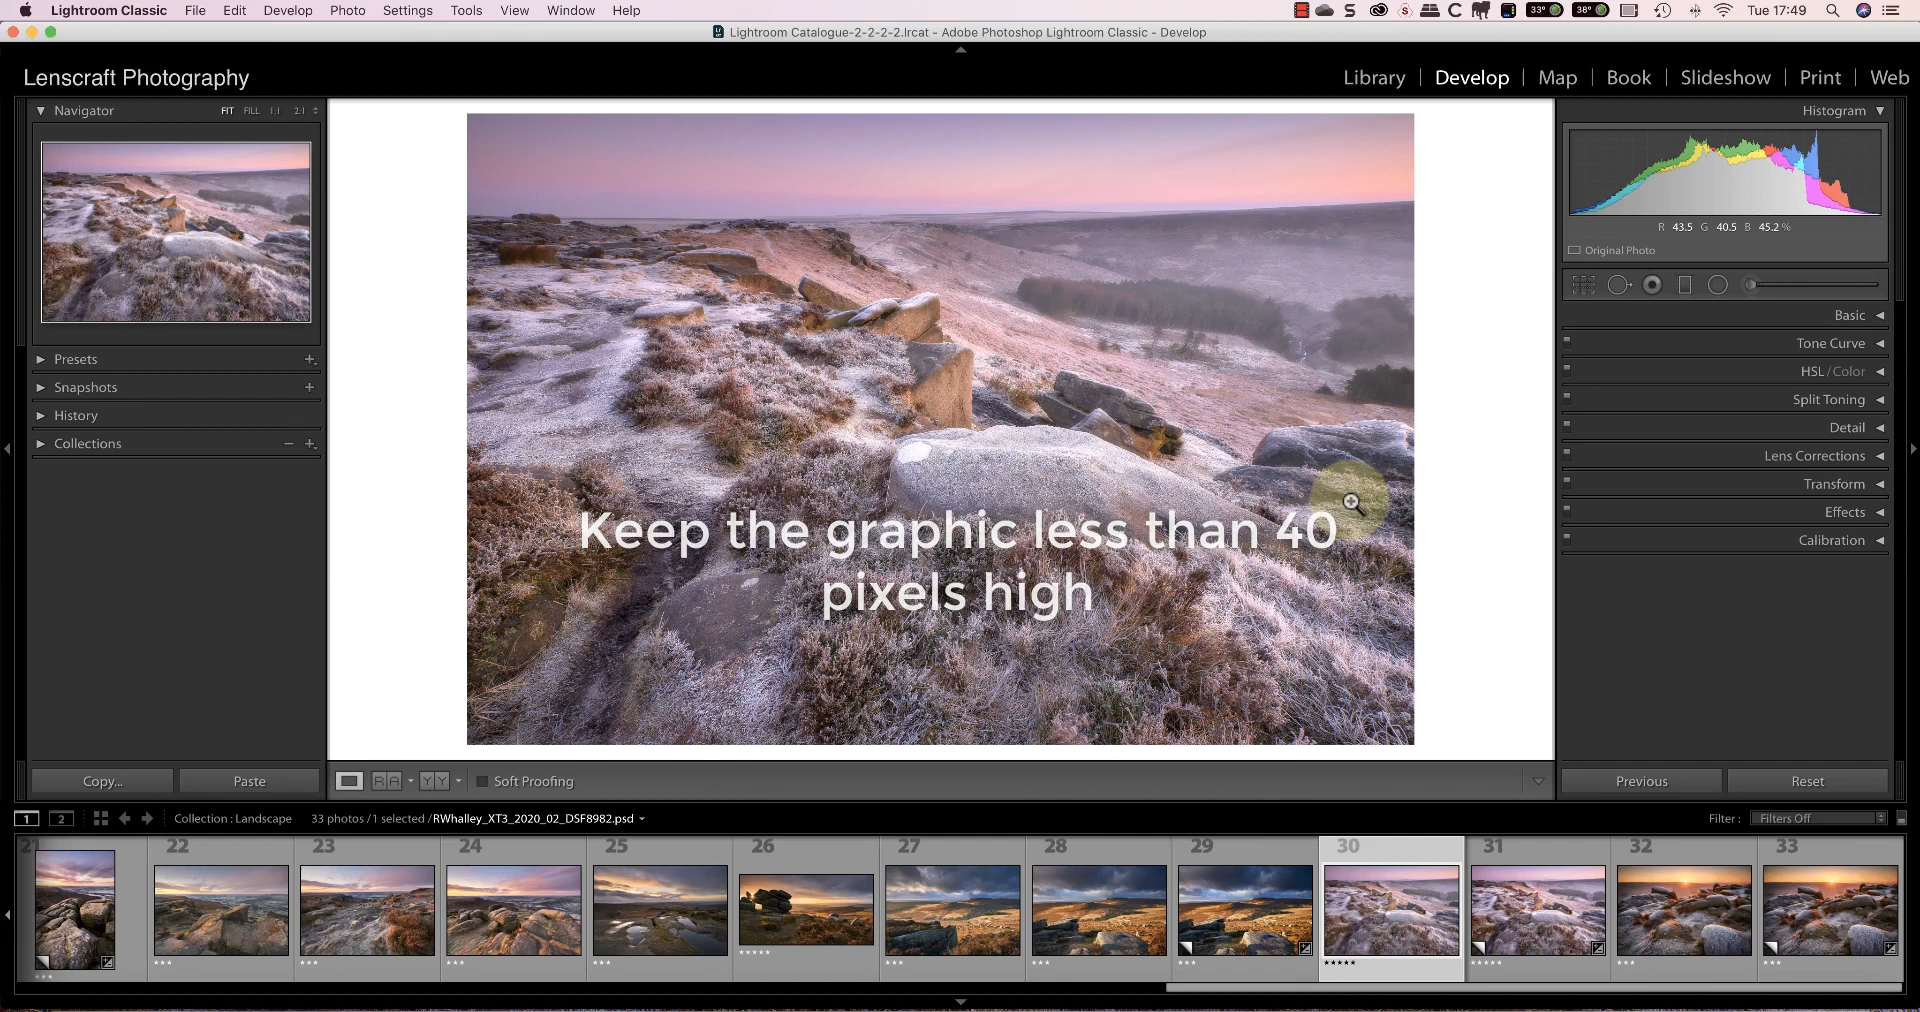 Lightroom Classic File Edit Develop Photo Settings Tools View Window Help 33° 38° Tue 17:49
Lightroom Catalogue-2-2-2-2.lrcat - Adobe Photoshop Lightroom Classic - Develop
Lenscraft Photography
Library | Develop | Map | Book | Slideshow | Print | Web
Navigator FIT FILL 1:1 2:1
Histogram
R 43.5 G 40.5 B 45.2 %
Original Photo
Basic
Presets
Tone Curve
Snapshots
HSL / Color
History
Split Toning
Collections
Detail
Lens Corrections
Transform
Effects
Calibration
Keep the graphic less than 40
pixels high
Copy... Paste
R A Y Y Soft Proofing
Previous Reset
1 2 Collection : Landscape 33 photos / 1 selected / RWhalley_XT3_2020_02_DSF8982.psd
Filter : Filters Off
21 22 23 24 25 26 27 28 29 30 31 32 33